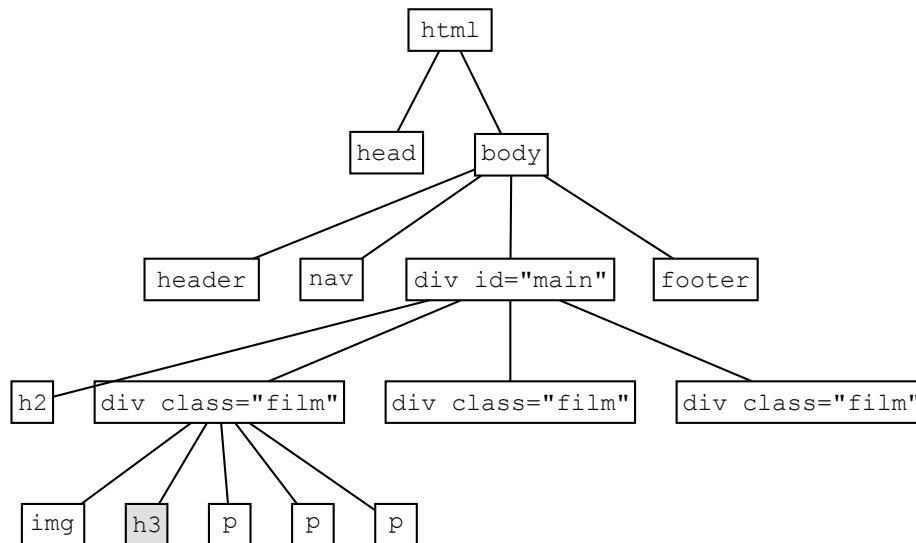 html
head body
header nav div id="main" footer
h2 div class="film" div class="film" div class="film"
img h3 p p p